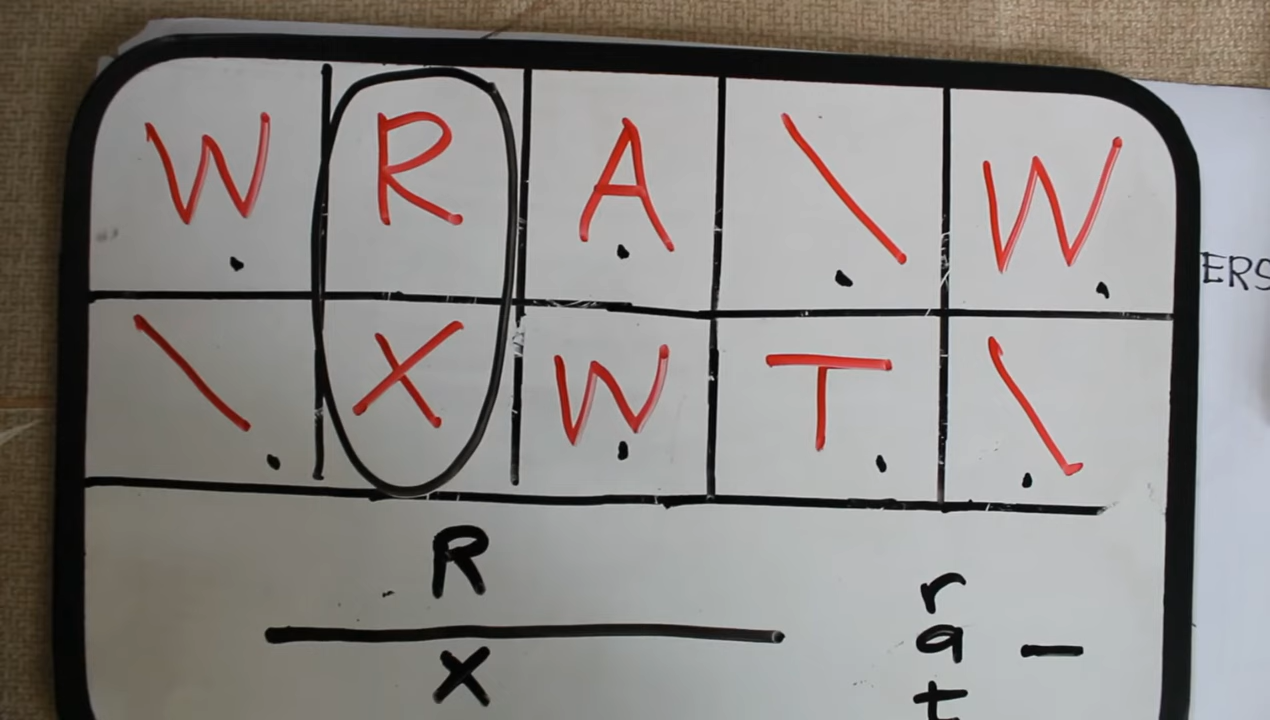 W R A \ W
\ X W T \
R
X
r
a –
t
ERS